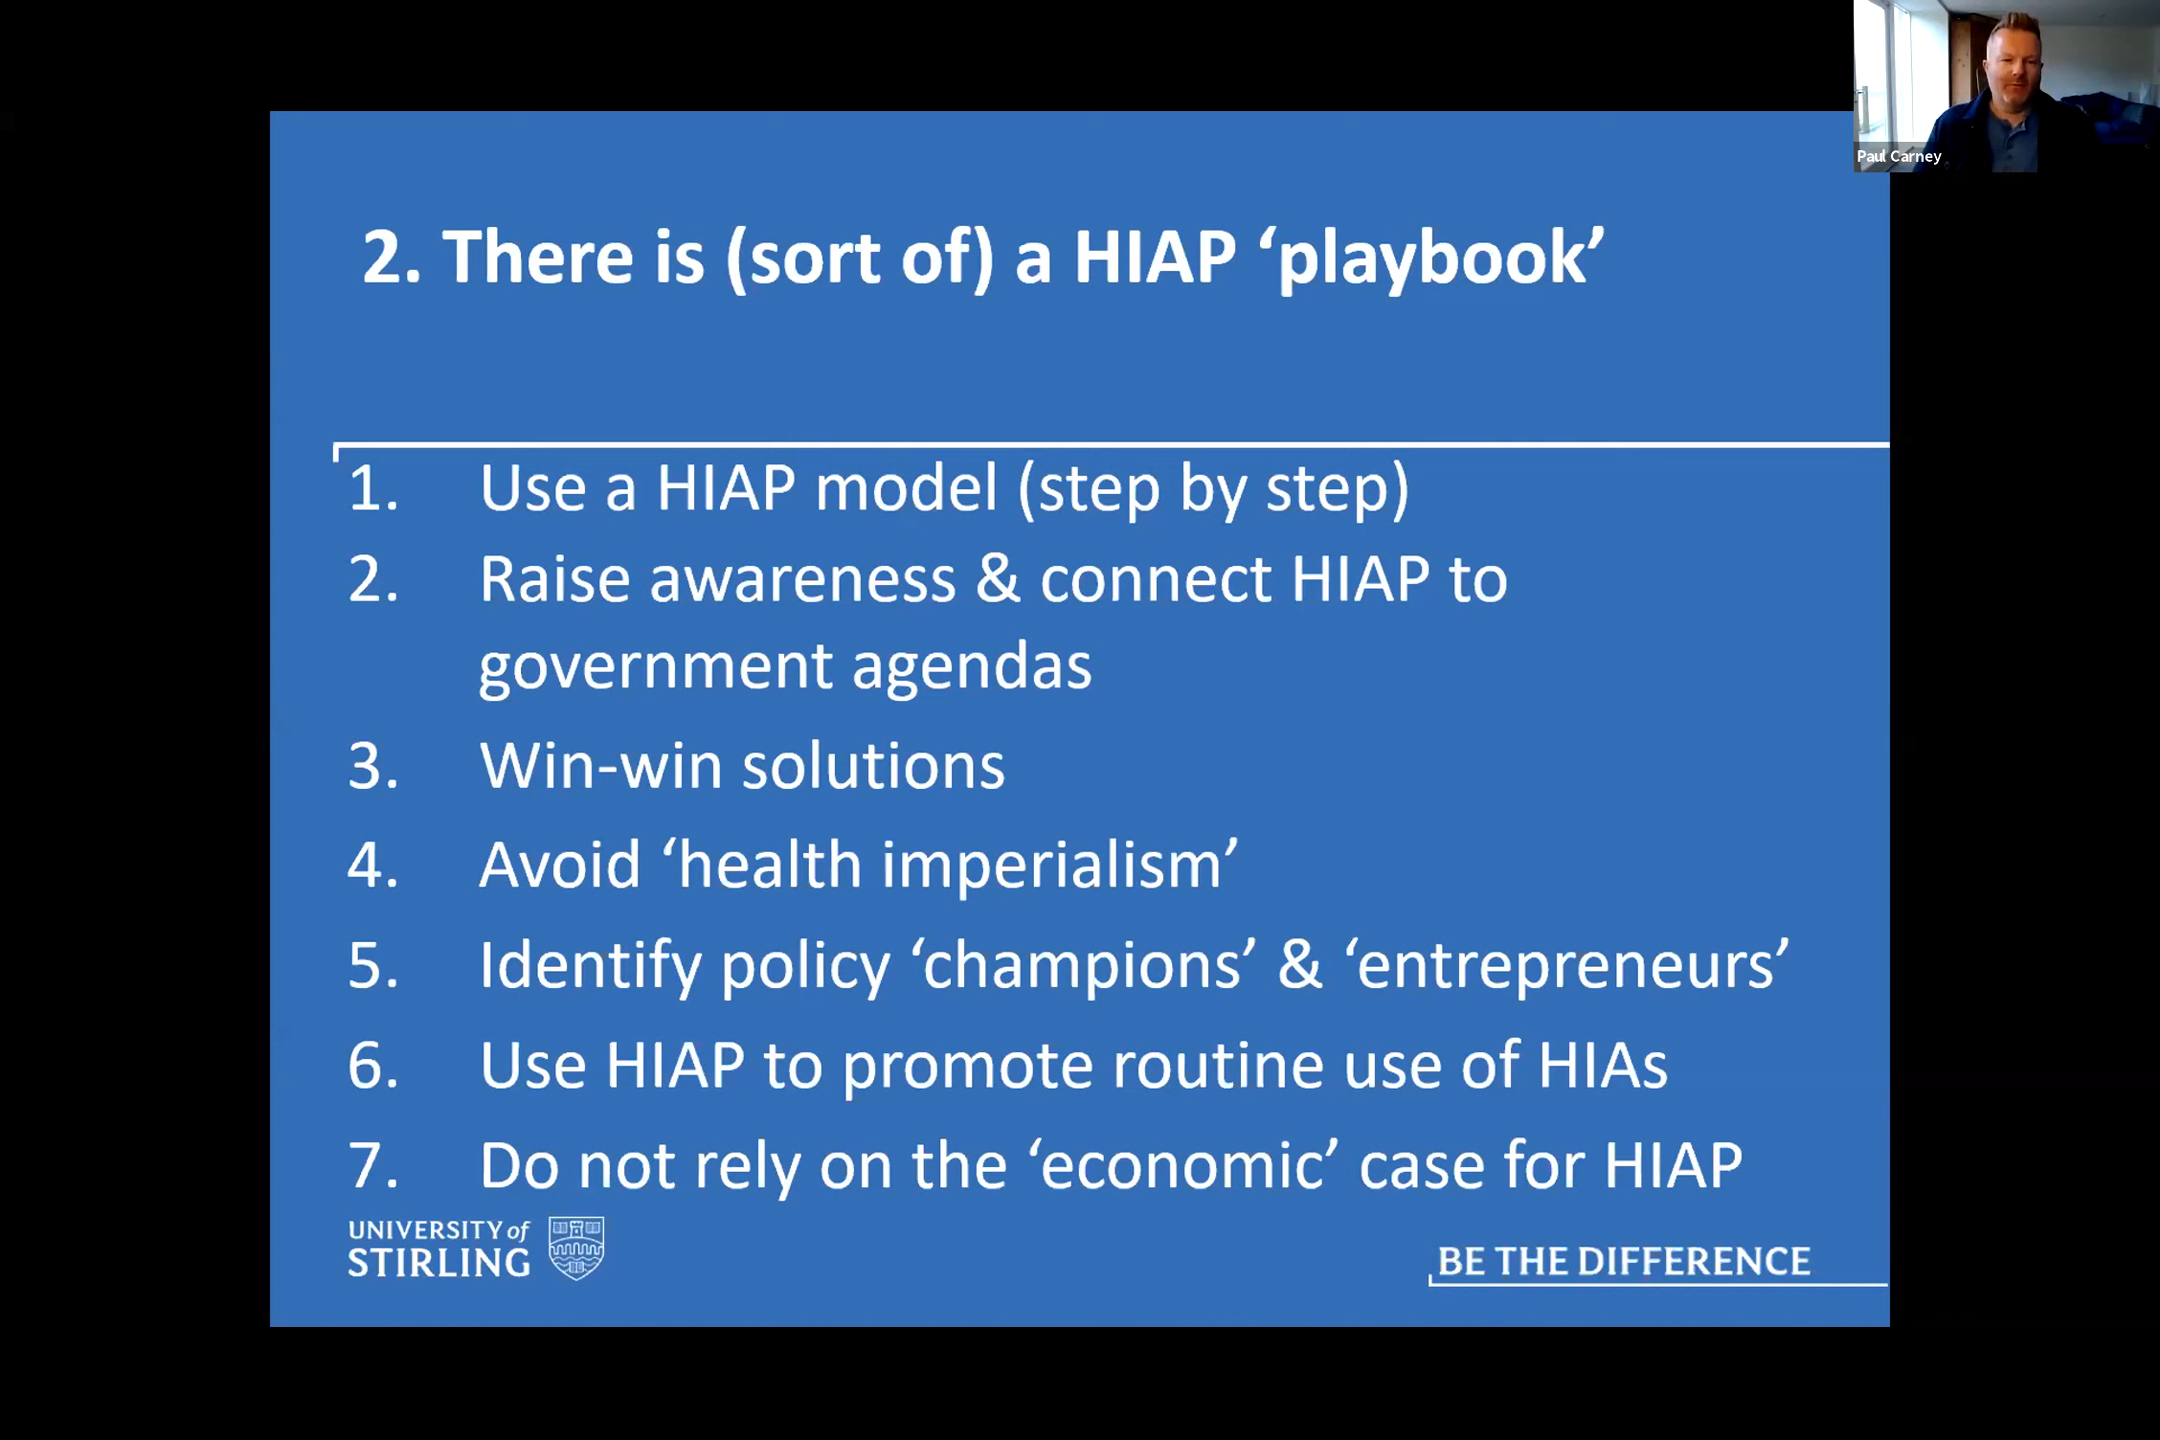 Paul Carney
2. There is (sort of) a HIAP ‘playbook’
1. Use a HIAP model (step by step)
2. Raise awareness & connect HIAP to
government agendas
3. Win-win solutions
4. Avoid ‘health imperialism’
5. Identify policy ‘champions’ & ‘entrepreneurs’
6. Use HIAP to promote routine use of HIAs
7. Do not rely on the ‘economic’ case for HIAP
UNIVERSITY of
STIRLING
BE THE DIFFERENCE